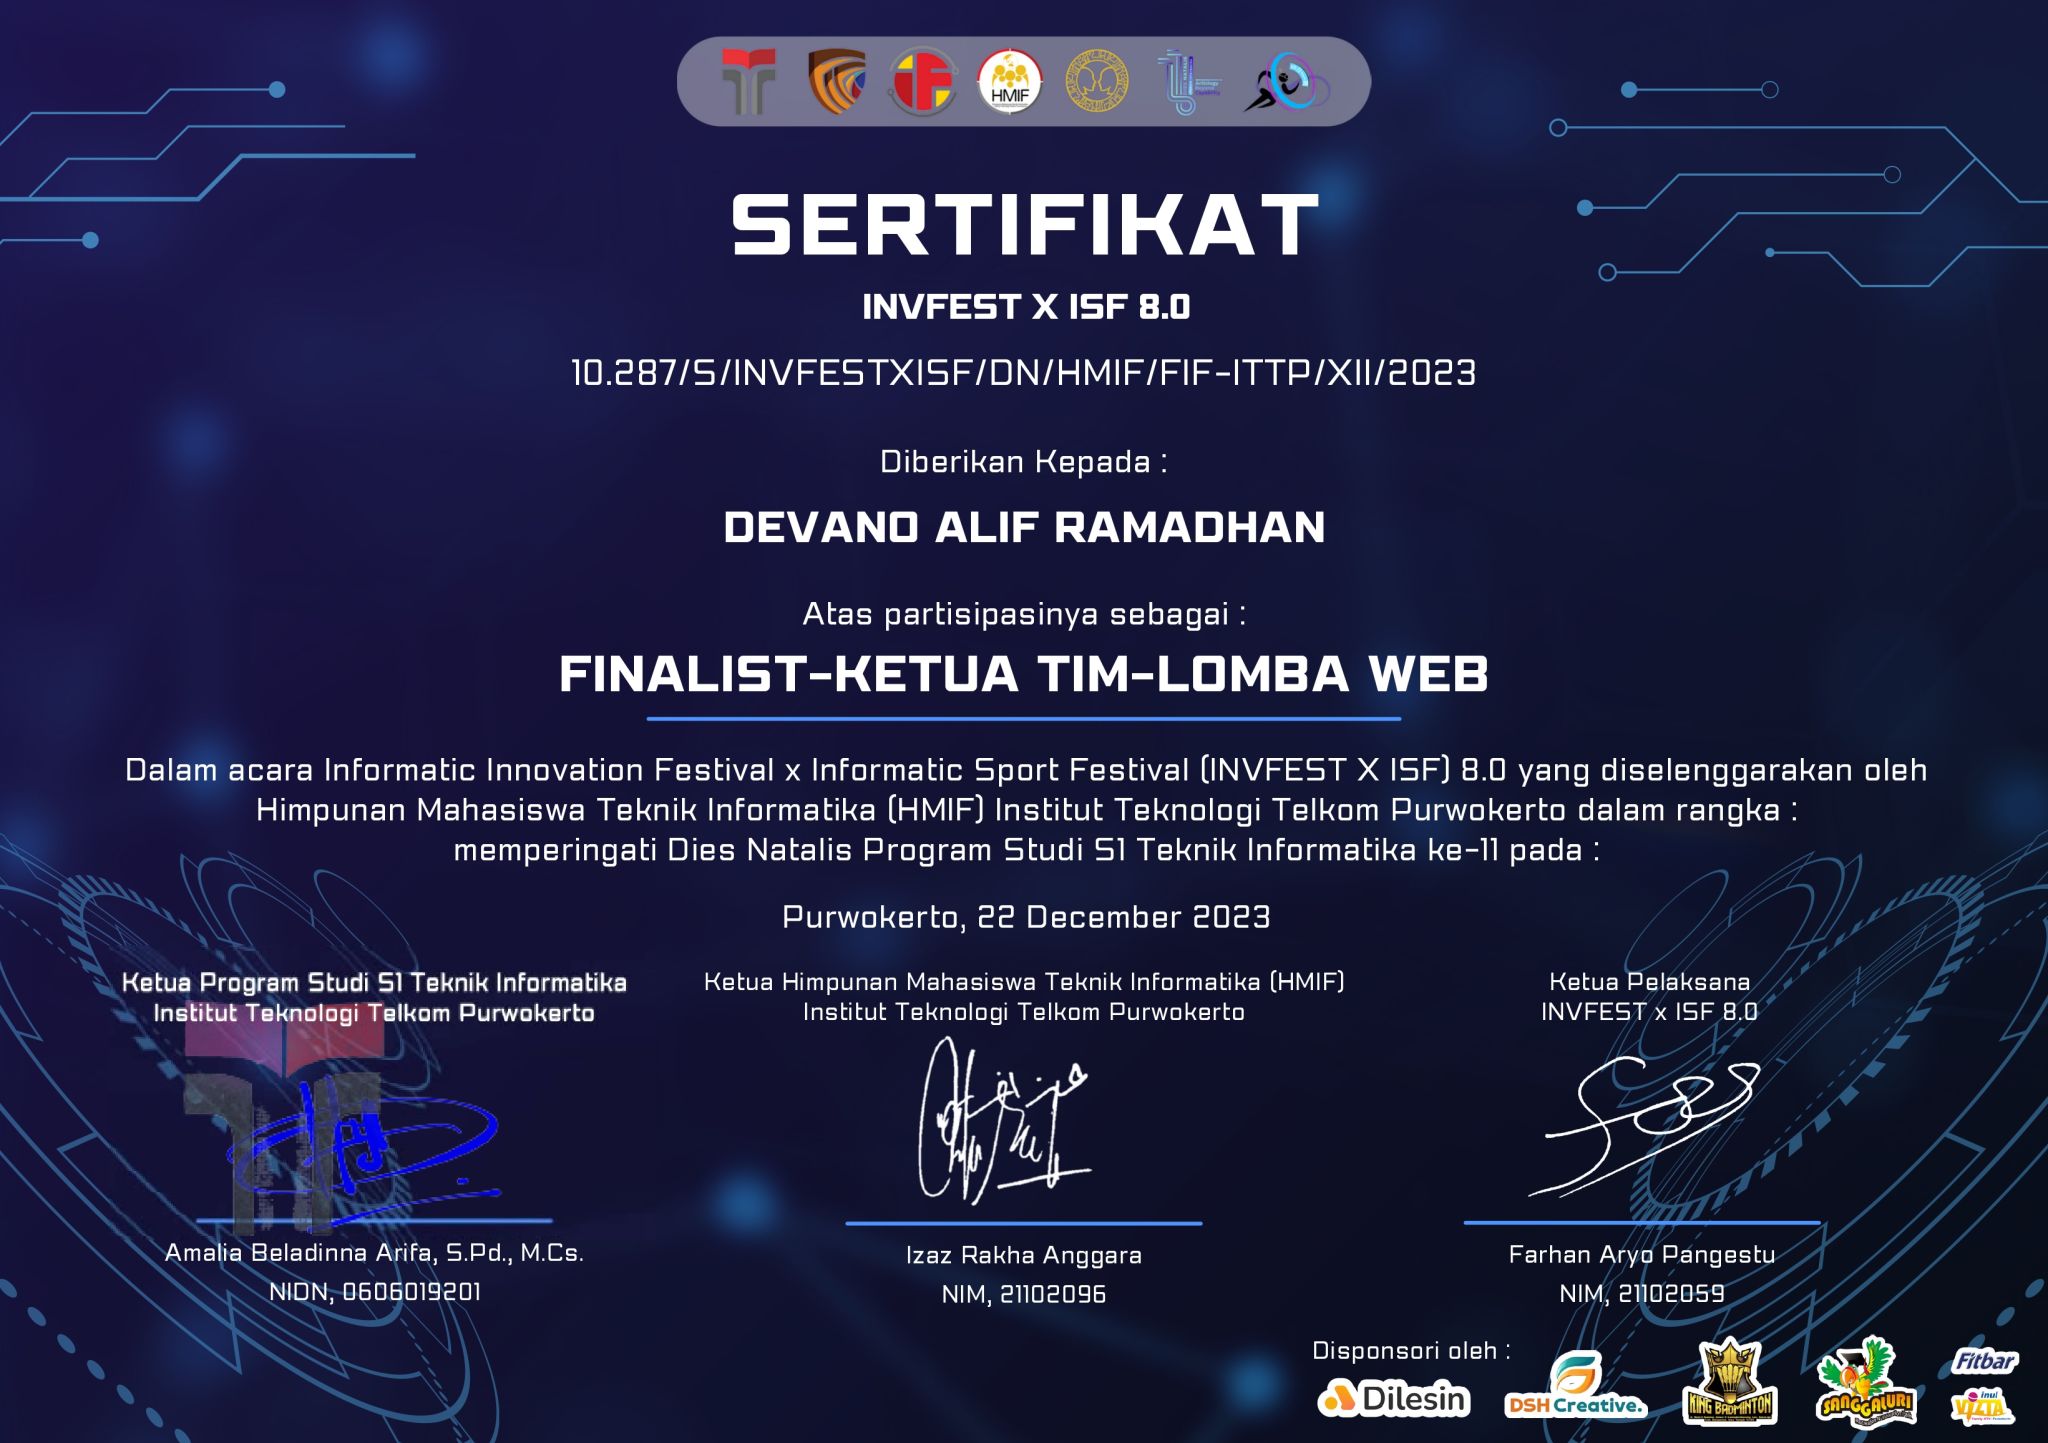 HMIF
SERTIFIKAT
INVFEST X ISF 8.0
10.287/S/INVFESTXISF/DN/HMIF/FIF-ITTP/XII/2023
Diberikan Kepada :
DEVANO ALIF RAMADHAN
Atas partisipasinya sebagai :
FINALIST-KETUA TIM-LOMBA WEB
Dalam acara Informatic Innovation Festival x Informatic Sport Festival (INVFEST X ISF) 8.0 yang diselenggarakan oleh
Himpunan Mahasiswa Teknik Informatika (HMIF) Institut Teknologi Telkom Purwokerto dalam rangka :
memperingati Dies Natalis Program Studi S1 Teknik Informatika ke-11 pada :
Purwokerto, 22 December 2023
Ketua Program Studi S1 Teknik Informatika
Institut Teknologi Telkom Purwokerto
Amalia Beladinna Arifa, S.Pd., M.Cs.
NIDN, 0606019201
Ketua Himpunan Mahasiswa Teknik Informatika (HMIF)
Institut Teknologi Telkom Purwokerto
Izaz Rakha Anggara
NIM, 21102096
Ketua Pelaksana
INVFEST x ISF 8.0
Farhan Aryo Pangestu
NIM, 21102059
Disponsori oleh :
Dilesin
DSH Creative.
KING BADMINTON
SANGGALURI
Fitbar
inul
VIZTA